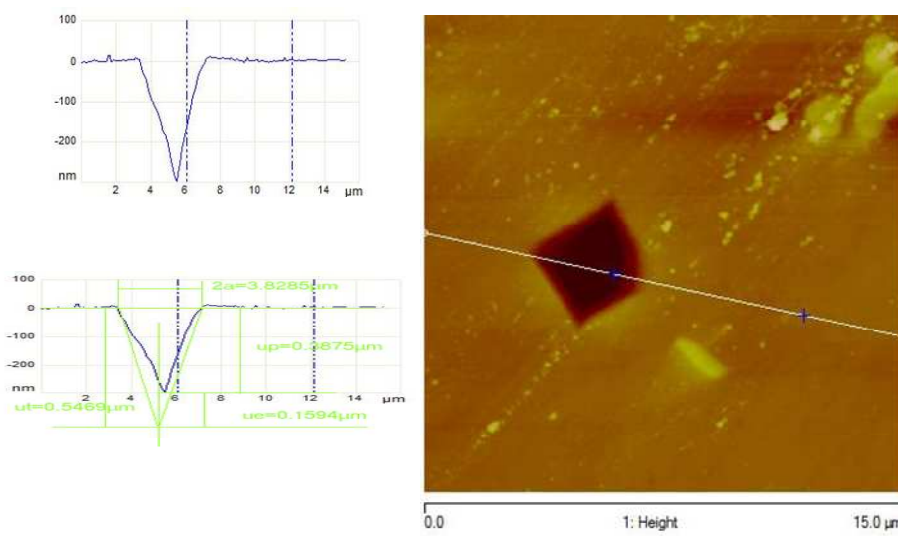 100
0
-100
-200
nm
2 4 6 8 10 12 14 µm
100
2a=3.8285µm
0
-100
up=0.3875µm
-200
nm
2 4 6 8 10 12 14 µm
ut=0.5469µm
ue=0.1594µm
0.0 1: Height 15.0 µm